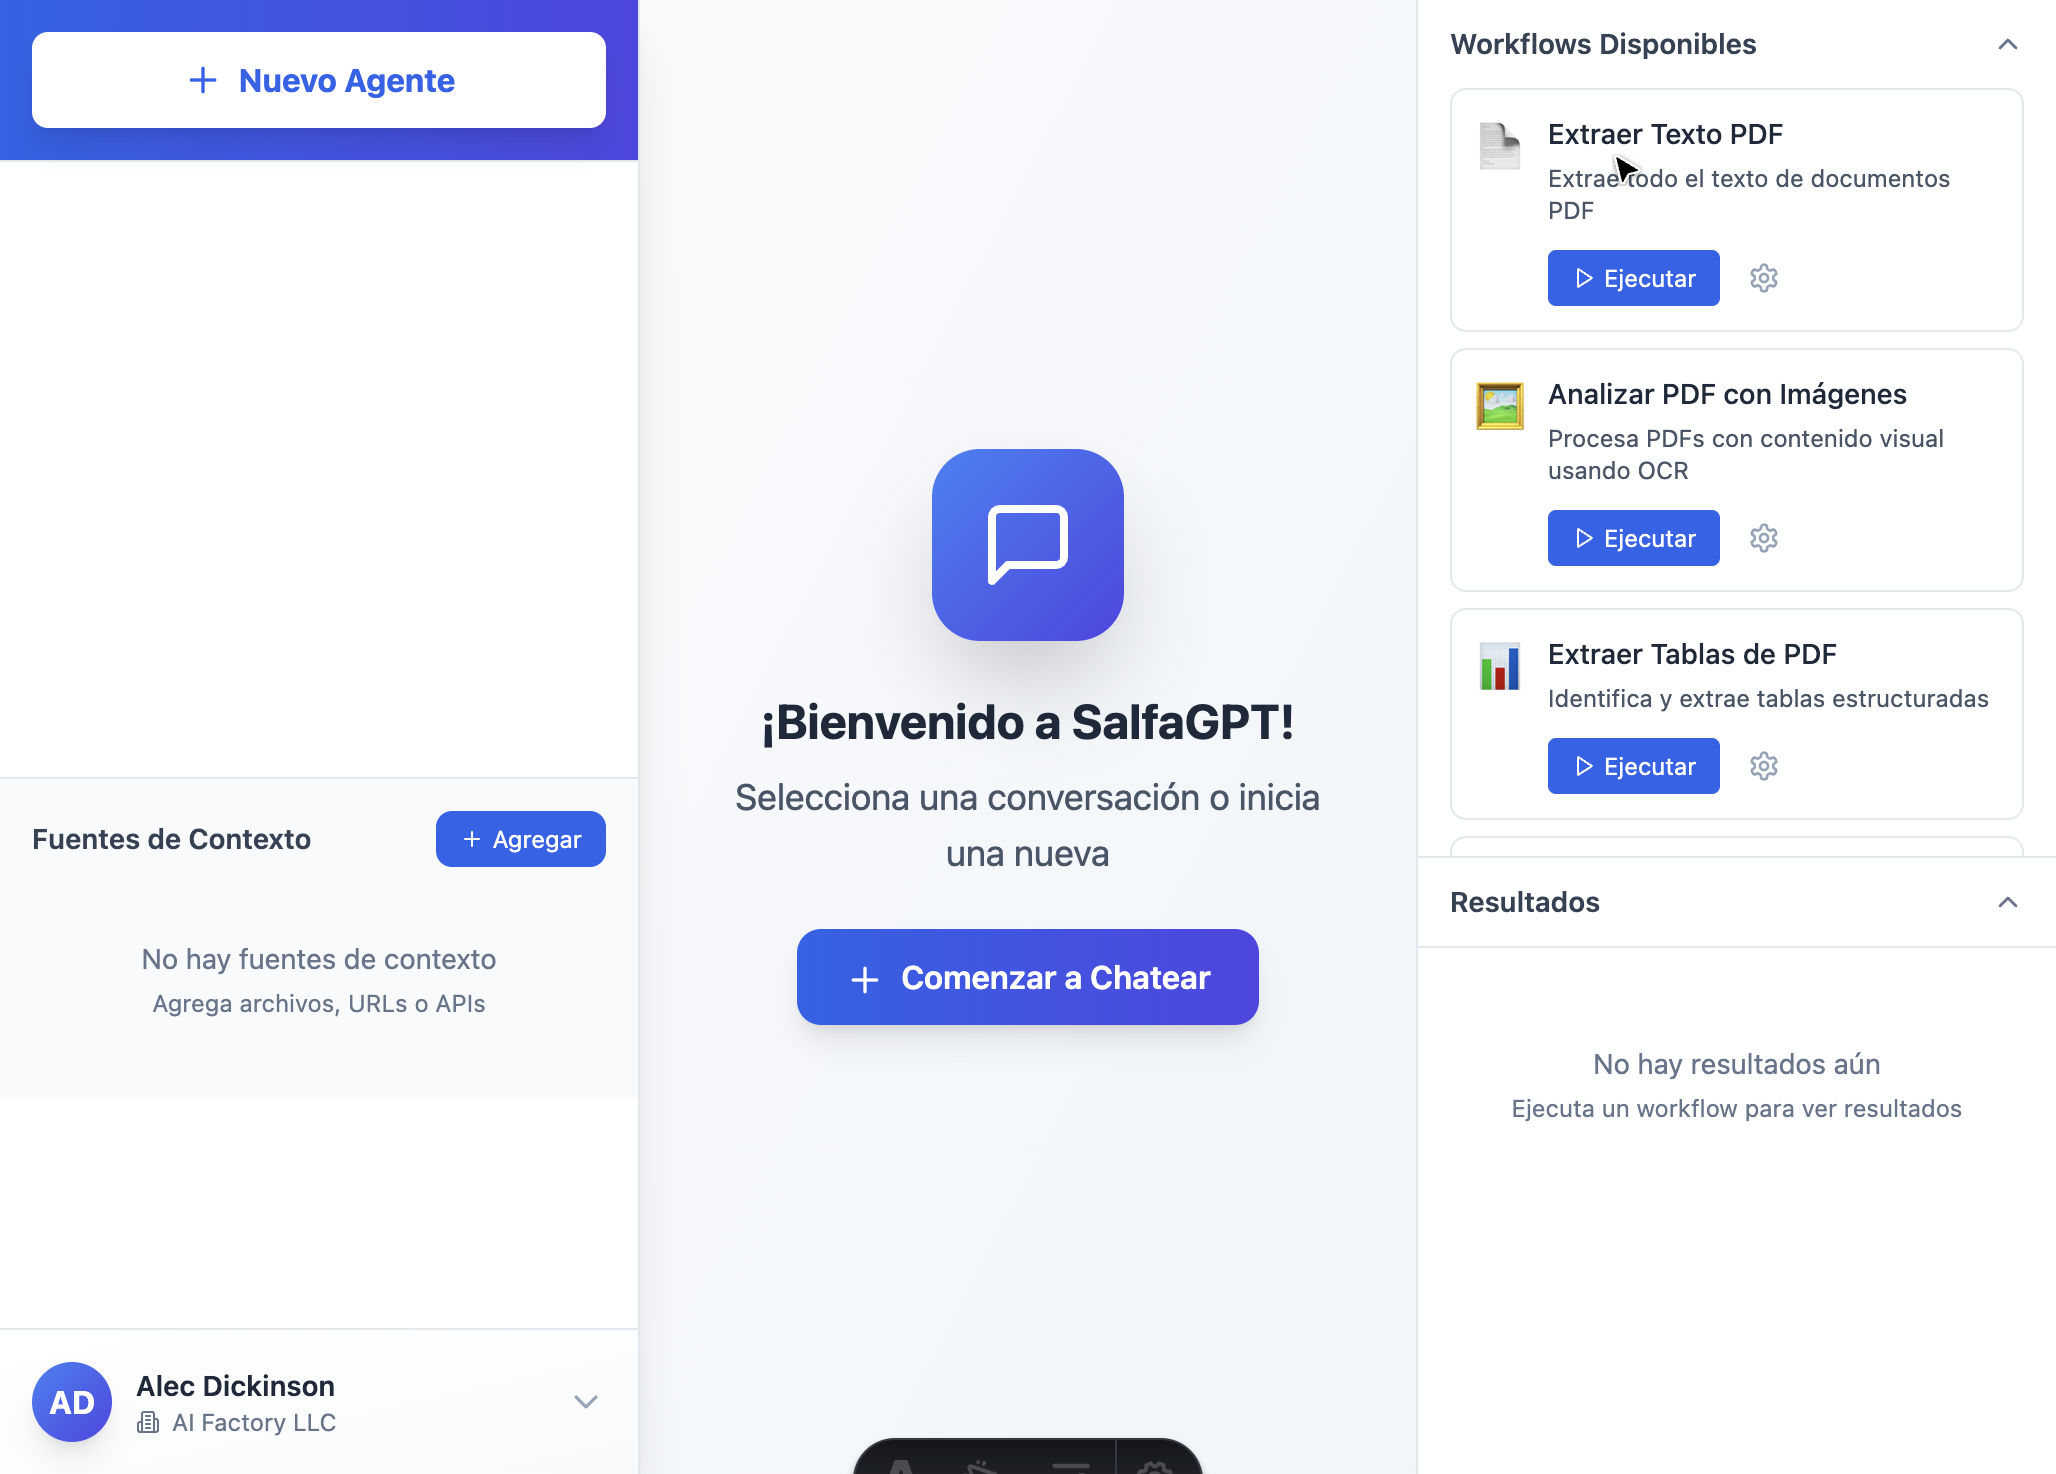 Nuevo Agente
Fuentes de Contexto
Agregar
No hay fuentes de contexto
Agrega archivos, URLs o APIs
AD
Alec Dickinson
AI Factory LLC
¡Bienvenido a SalfaGPT!
Selecciona una conversación o inicia
una nueva
Comenzar a Chatear
Workflows Disponibles
Extraer Texto PDF
Extrae todo el texto de documentos
PDF
Ejecutar
Analizar PDF con Imágenes
Procesa PDFs con contenido visual
usando OCR
Ejecutar
Extraer Tablas de PDF
Identifica y extrae tablas estructuradas
Ejecutar
Resultados
No hay resultados aún
Ejecuta un workflow para ver resultados